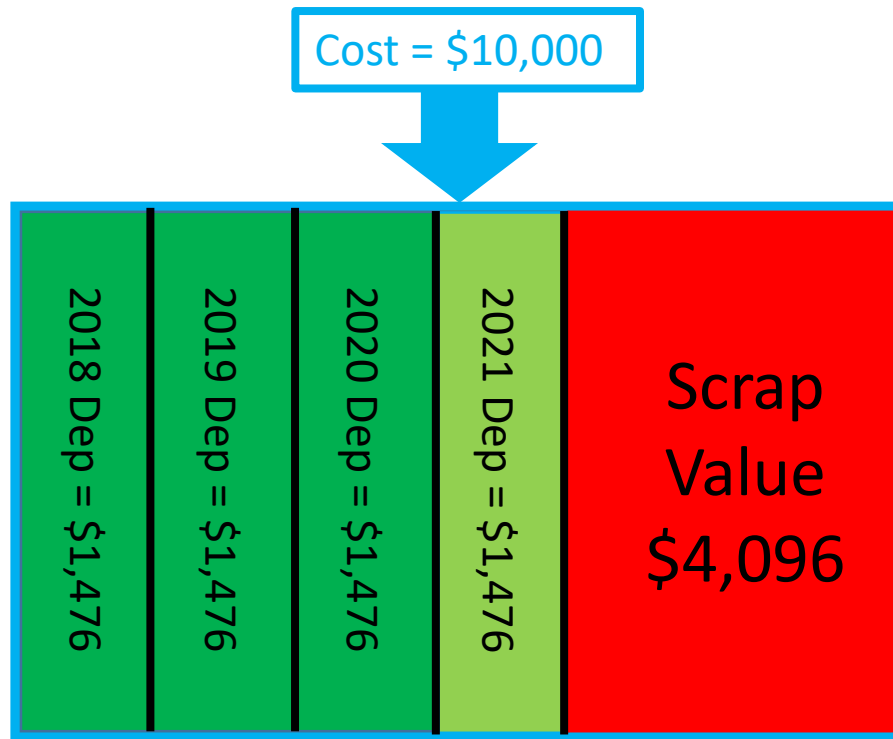 Cost = $10,000
2018 Dep = $1,476
2019 Dep = $1,476
2020 Dep = $1,476
2021 Dep = $1,476
Scrap
Value
$4,096